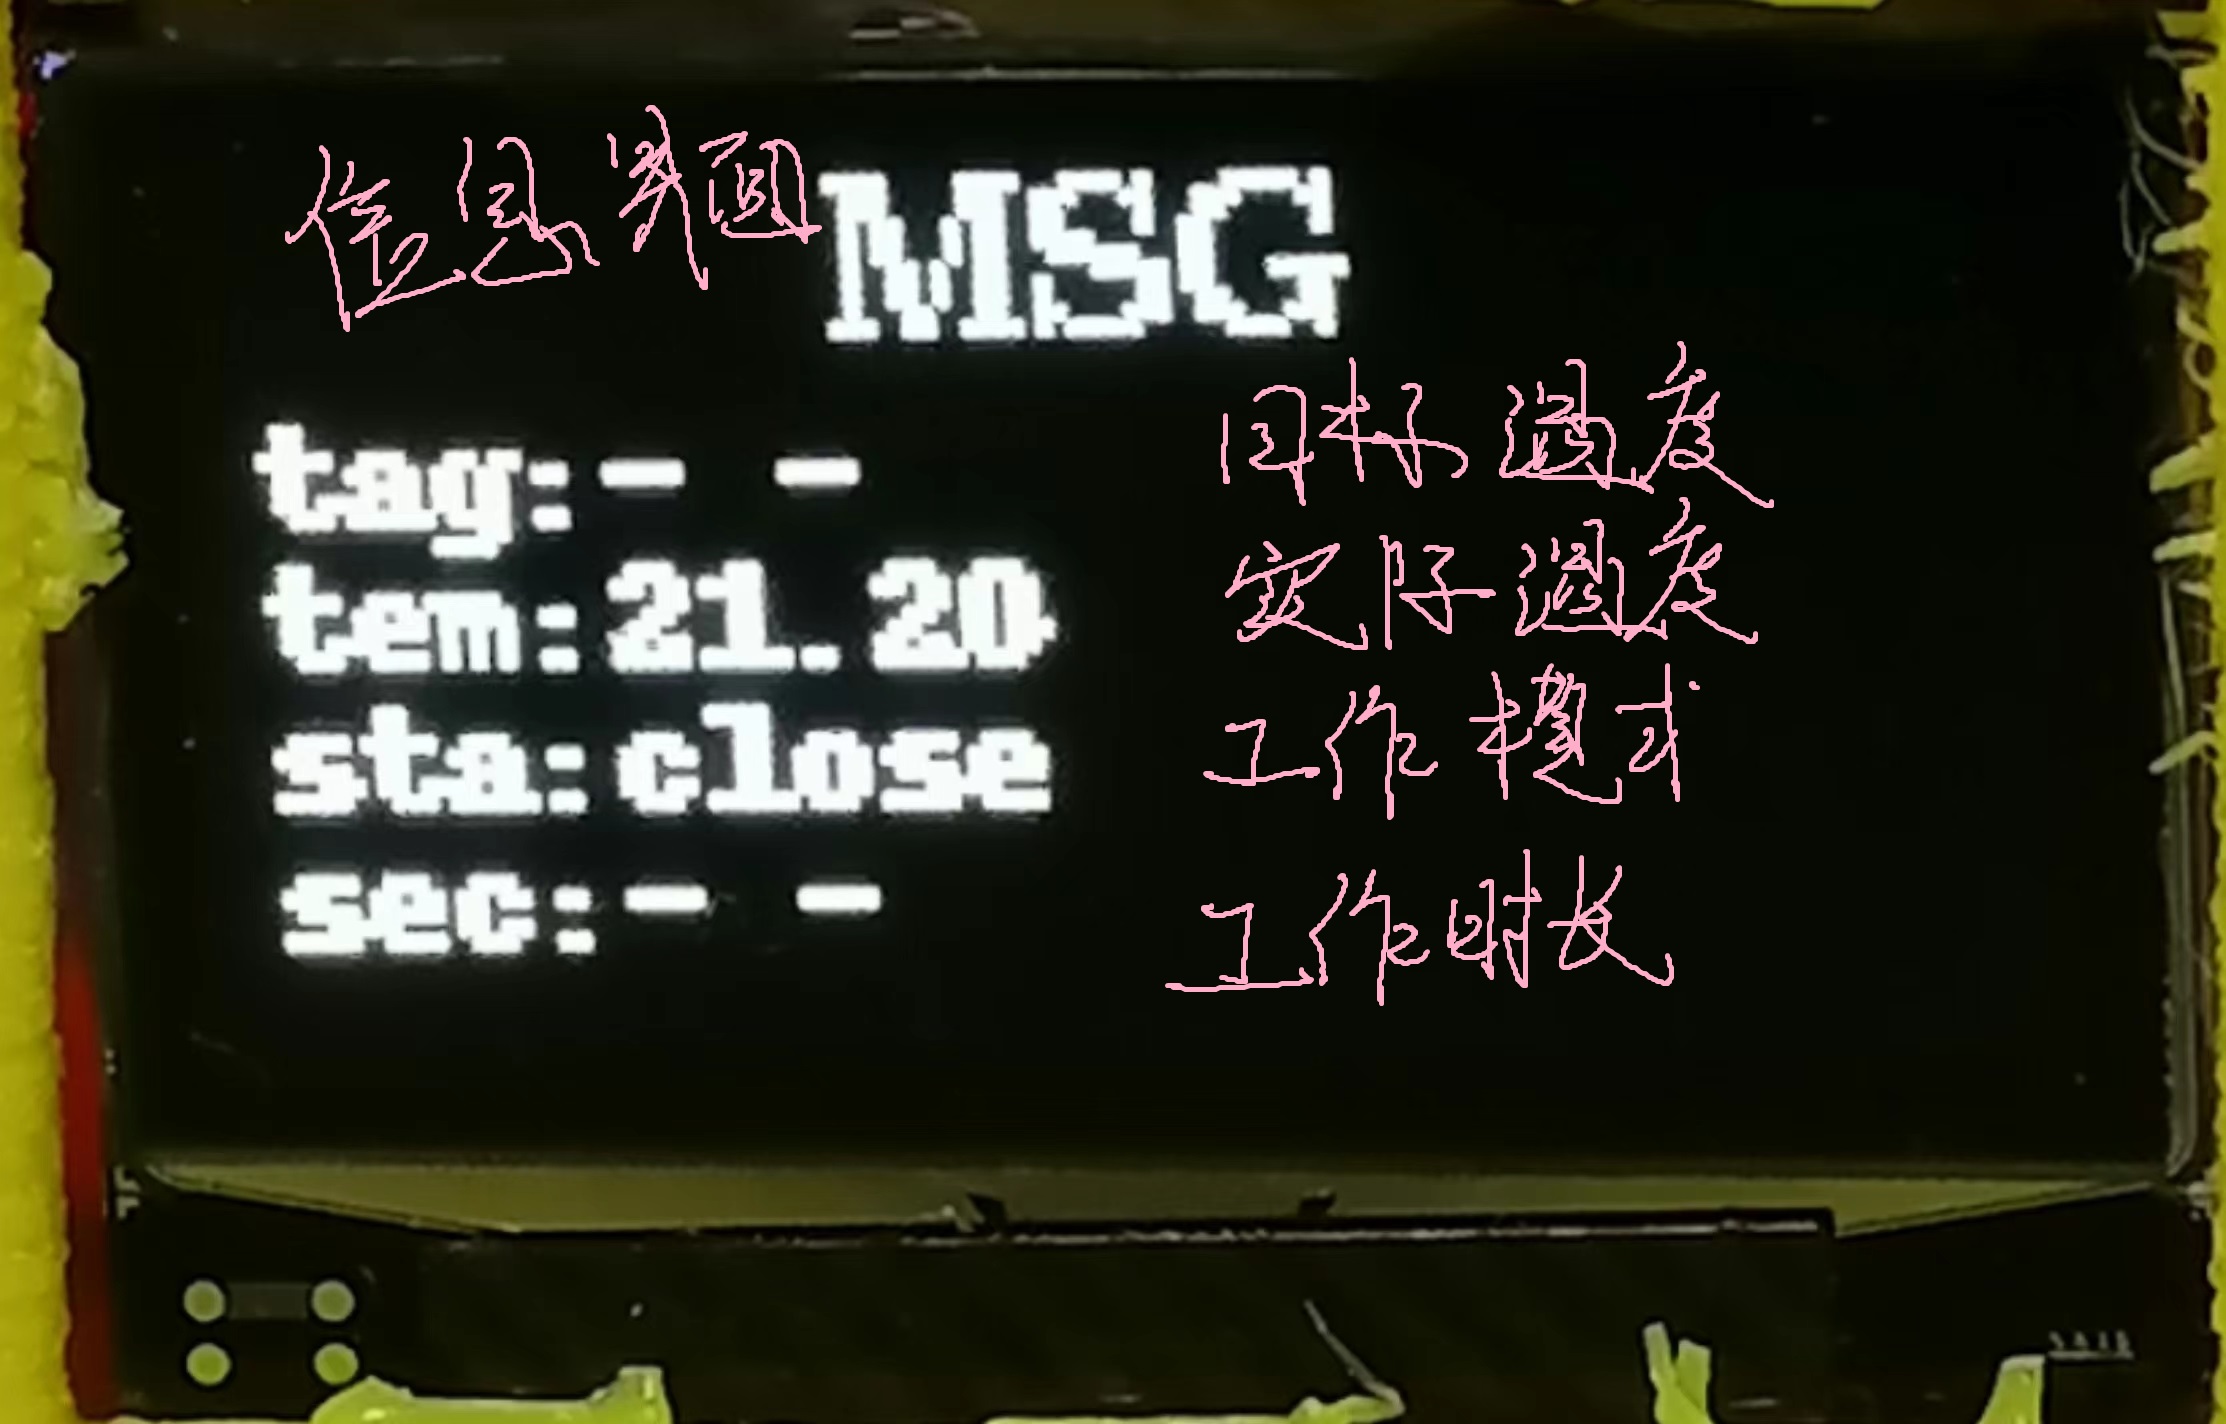 信息界面 MSG
tag:- - 目标温度
tem:21.20 实际温度
sta:close 工作模式
sec:- - 工作时长